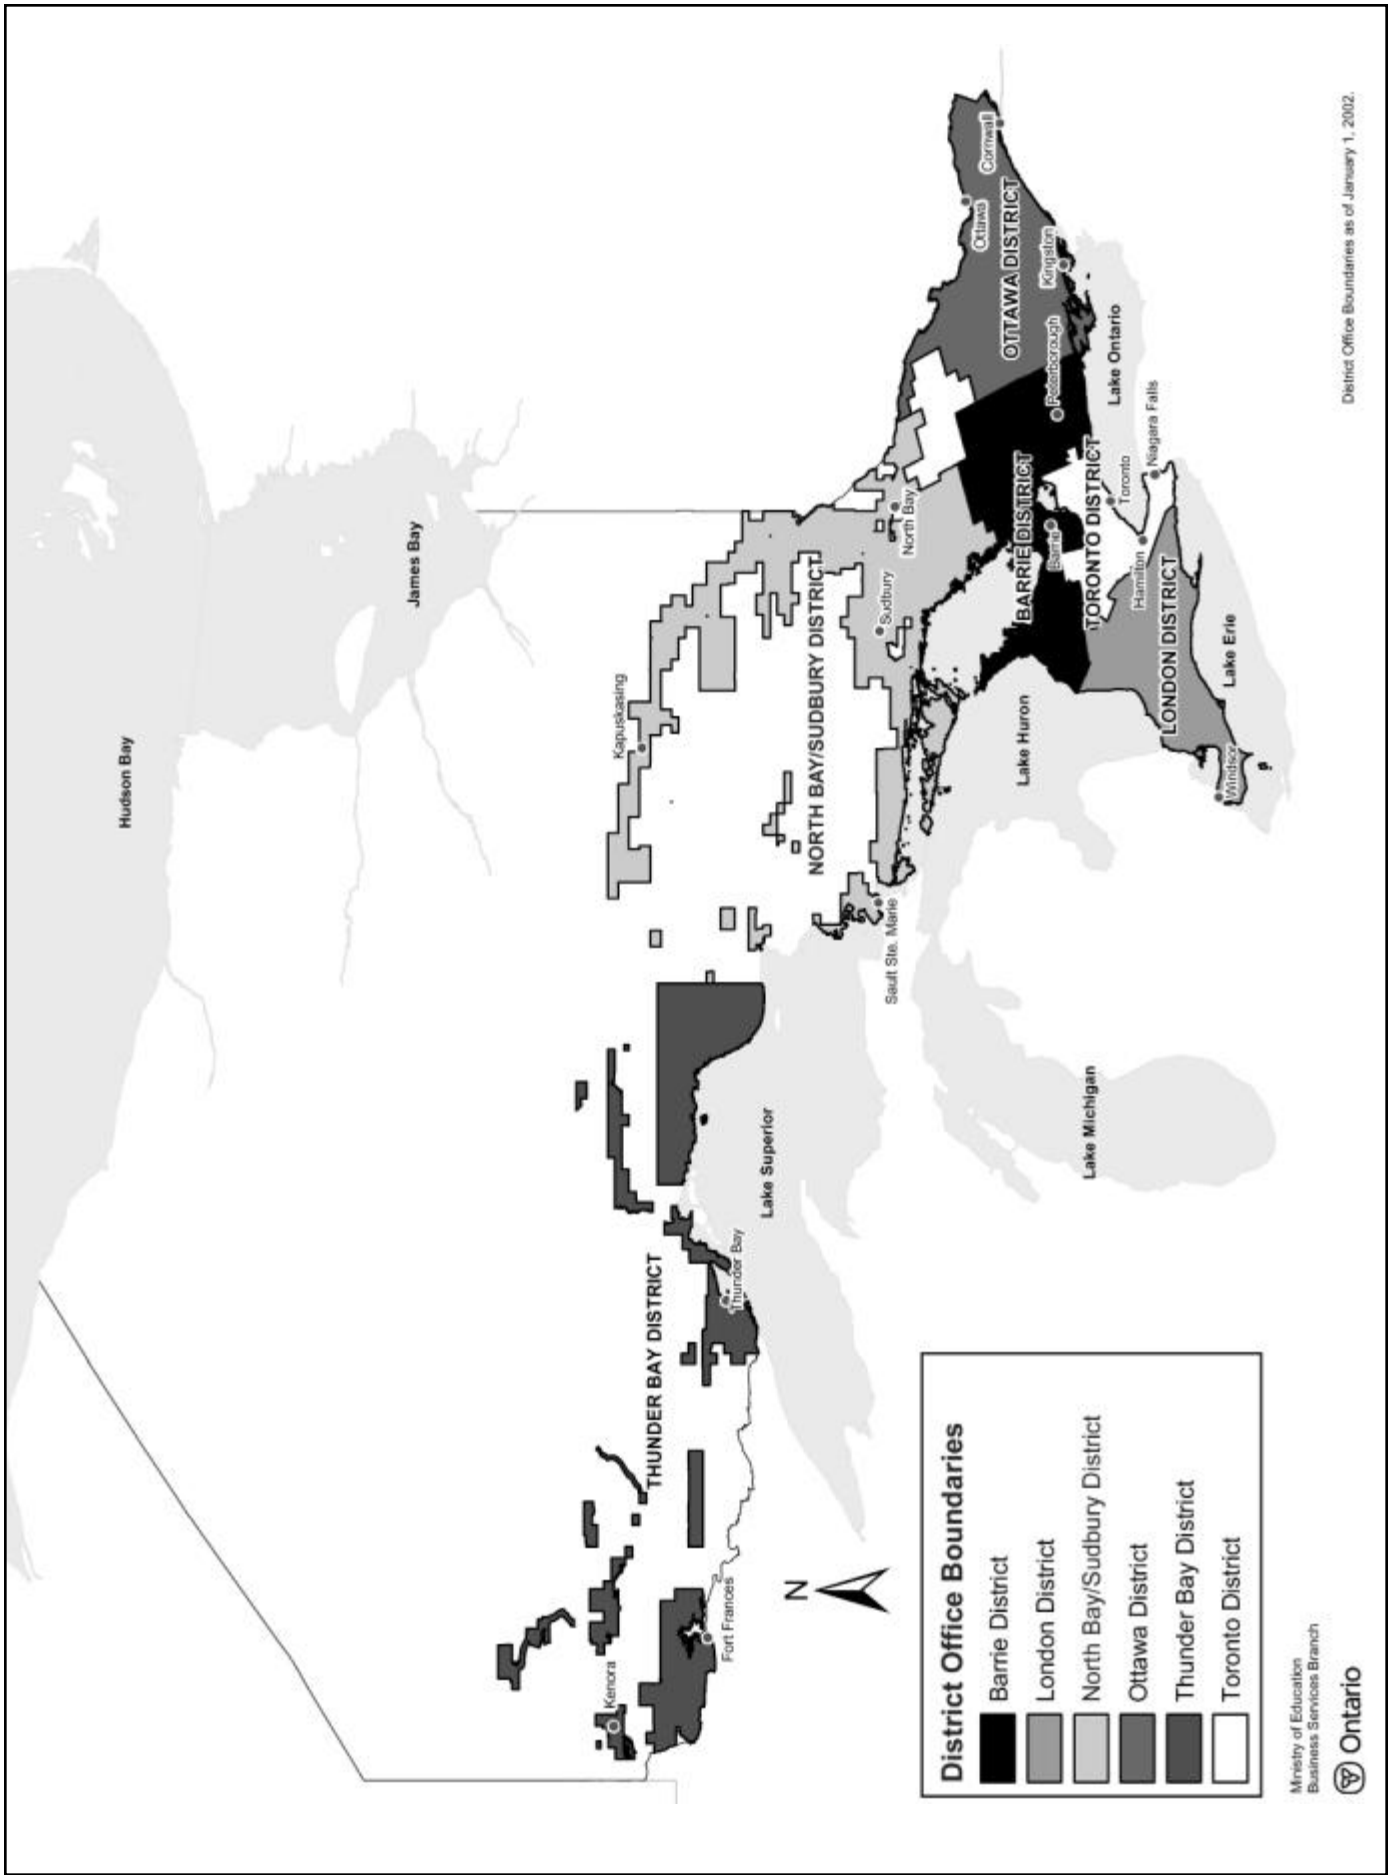 Hudson Bay
James Bay
Kapuskasing
NORTH BAY/SUDBURY DISTRICT
Sudbury
North Bay
Sault Ste. Marie
THUNDER BAY DISTRICT
Thunder Bay
Kenora
Fort Frances
Lake Superior
Lake Michigan
Lake Huron
OTTAWA DISTRICT
Ottawa
Cornwall
Kingston
Peterborough
BARRIE DISTRICT
Barrie
TORONTO DISTRICT
Toronto
Hamilton
Niagara Falls
Lake Ontario
LONDON DISTRICT
Lake Erie
Windsor
N
District Office Boundaries
Barrie District
London District
North Bay/Sudbury District
Ottawa District
Thunder Bay District
Toronto District
Ministry of Education
Business Services Branch
Ontario
District Office Boundaries as of January 1, 2002.